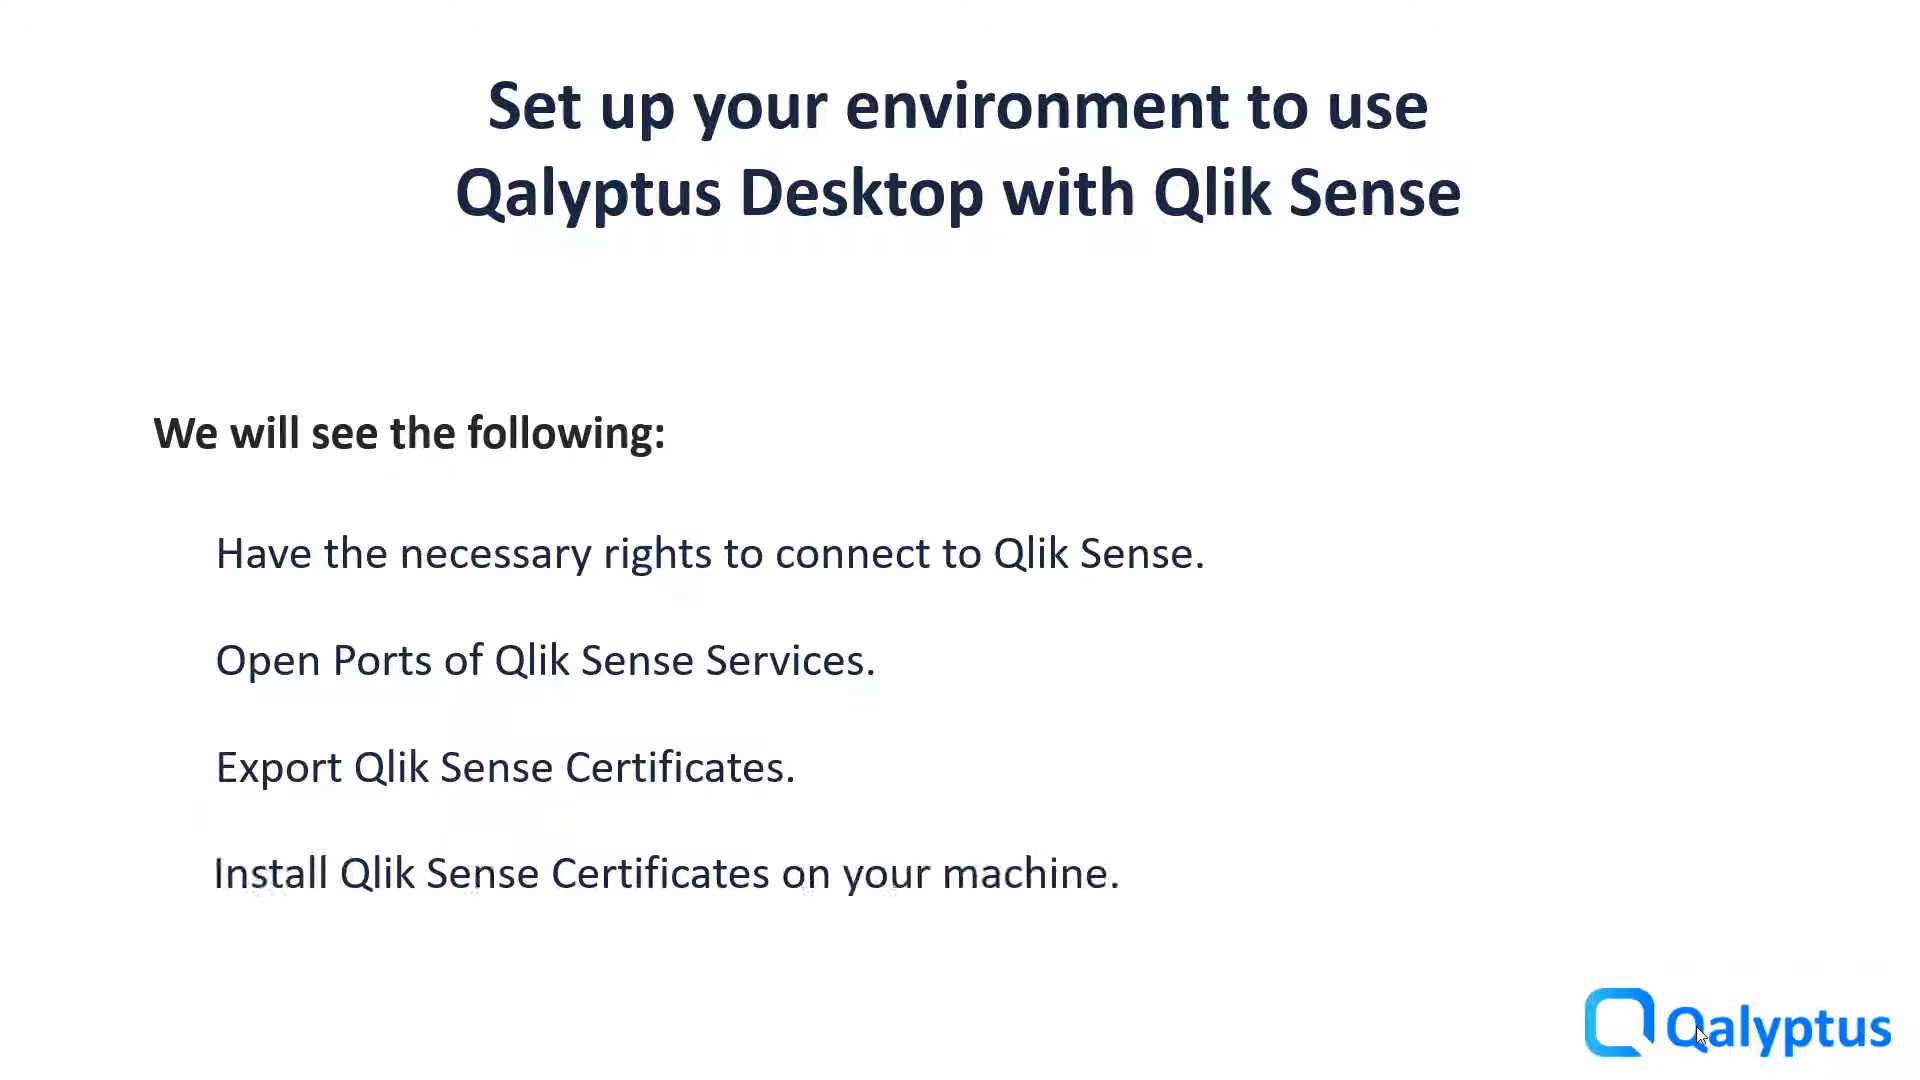 Set up your environment to use
Qalyptus Desktop with Qlik Sense
We will see the following:
Have the necessary rights to connect to Qlik Sense.
Open Ports of Qlik Sense Services.
Export Qlik Sense Certificates.
Install Qlik Sense Certificates on your machine.
Qalyptus